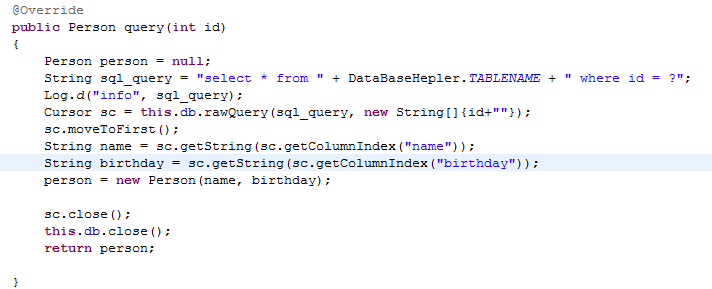 @Override
public Person query(int id)
{
    Person person = null;
    String sql_query = "select * from " + DataBaseHepler.TABLENAME + " where id = ?";
    Log.d("info", sql_query);
    Cursor sc = this.db.rawQuery(sql_query, new String[]{id+""});
    sc.moveToFirst();
    String name = sc.getString(sc.getColumnIndex("name"));
    String birthday = sc.getString(sc.getColumnIndex("birthday"));
    person = new Person(name, birthday);

    sc.close();
    this.db.close();
    return person;

}